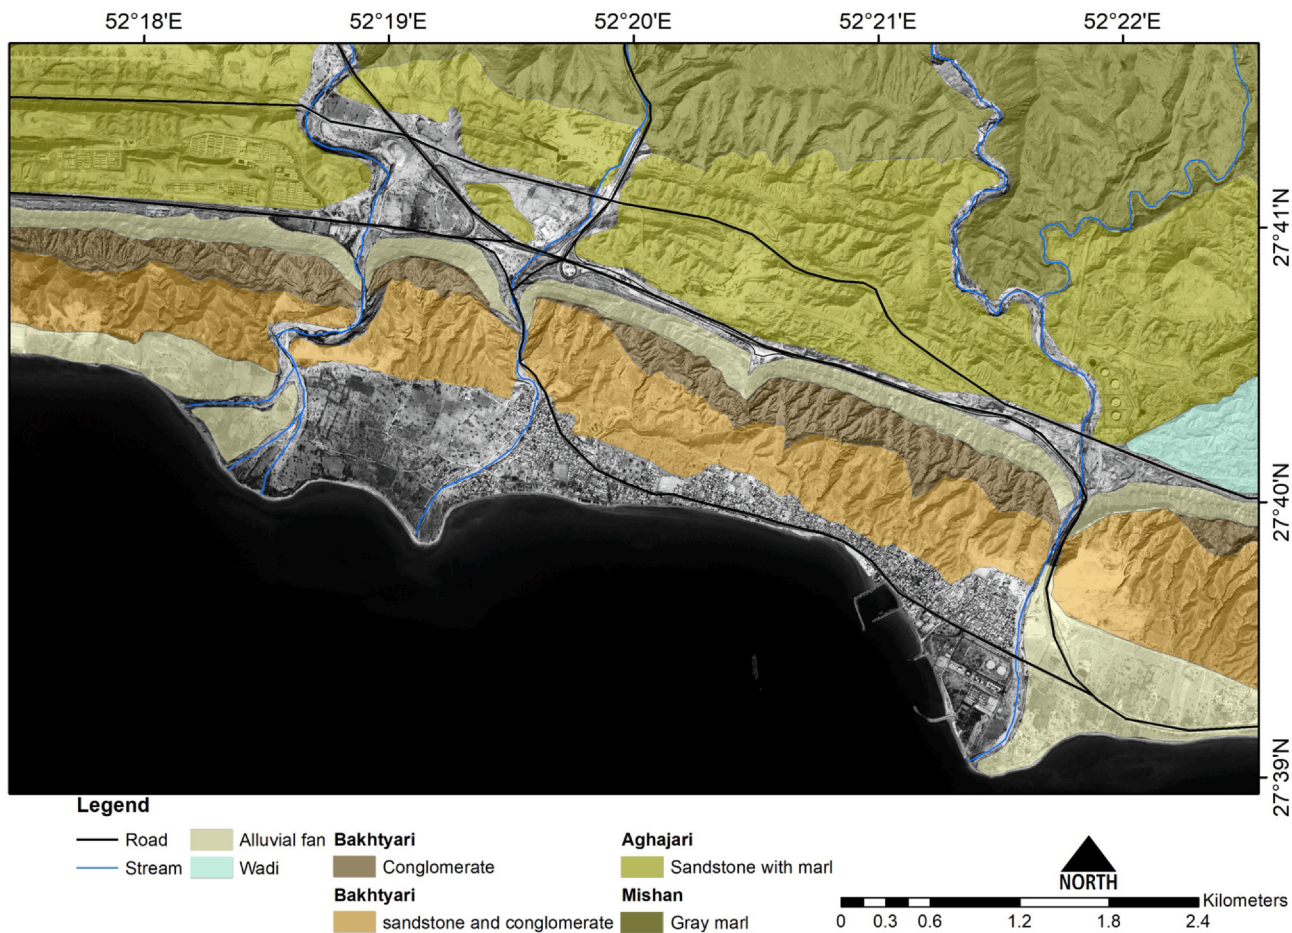 52°18'E 52°19'E 52°20'E 52°21'E 52°22'E
27°41'N
27°40'N
27°39'N
Legend
Road
Stream
Alluvial fan
Wadi
Bakhtyari
Conglomerate
Bakhtyari
sandstone and conglomerate
Aghajari
Sandstone with marl
Mishan
Gray marl
NORTH
Kilometers
0 0.3 0.6 1.2 1.8 2.4